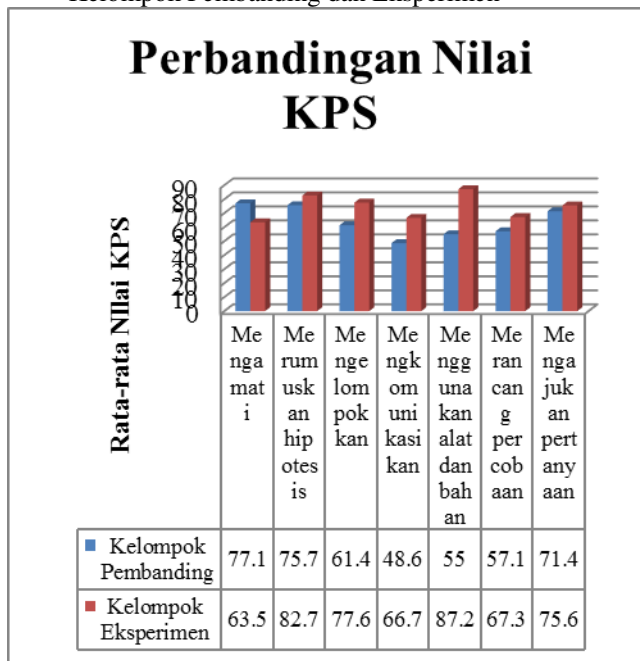 Kelompok Pembanding dan Eksperimen
Perbandingan Nilai
KPS
Rata-rata NIlai KPS
90
80
70
60
50
40
30
20
10
0
Me
nga
mat
i
Me
rum
usk
an
hip
otes
is
Me
nge
lom
pok
kan
Me
ngk
om
uni
kasi
kan
Me
ngg
una
kan
alat
dan
bah
an
Me
ran
can
g
per
cob
aan
Me
nga
juk
an
pert
any
aan
Kelompok
Pembanding
77.1 75.7 61.4 48.6 55 57.1 71.4
Kelompok
Eksperimen
63.5 82.7 77.6 66.7 87.2 67.3 75.6